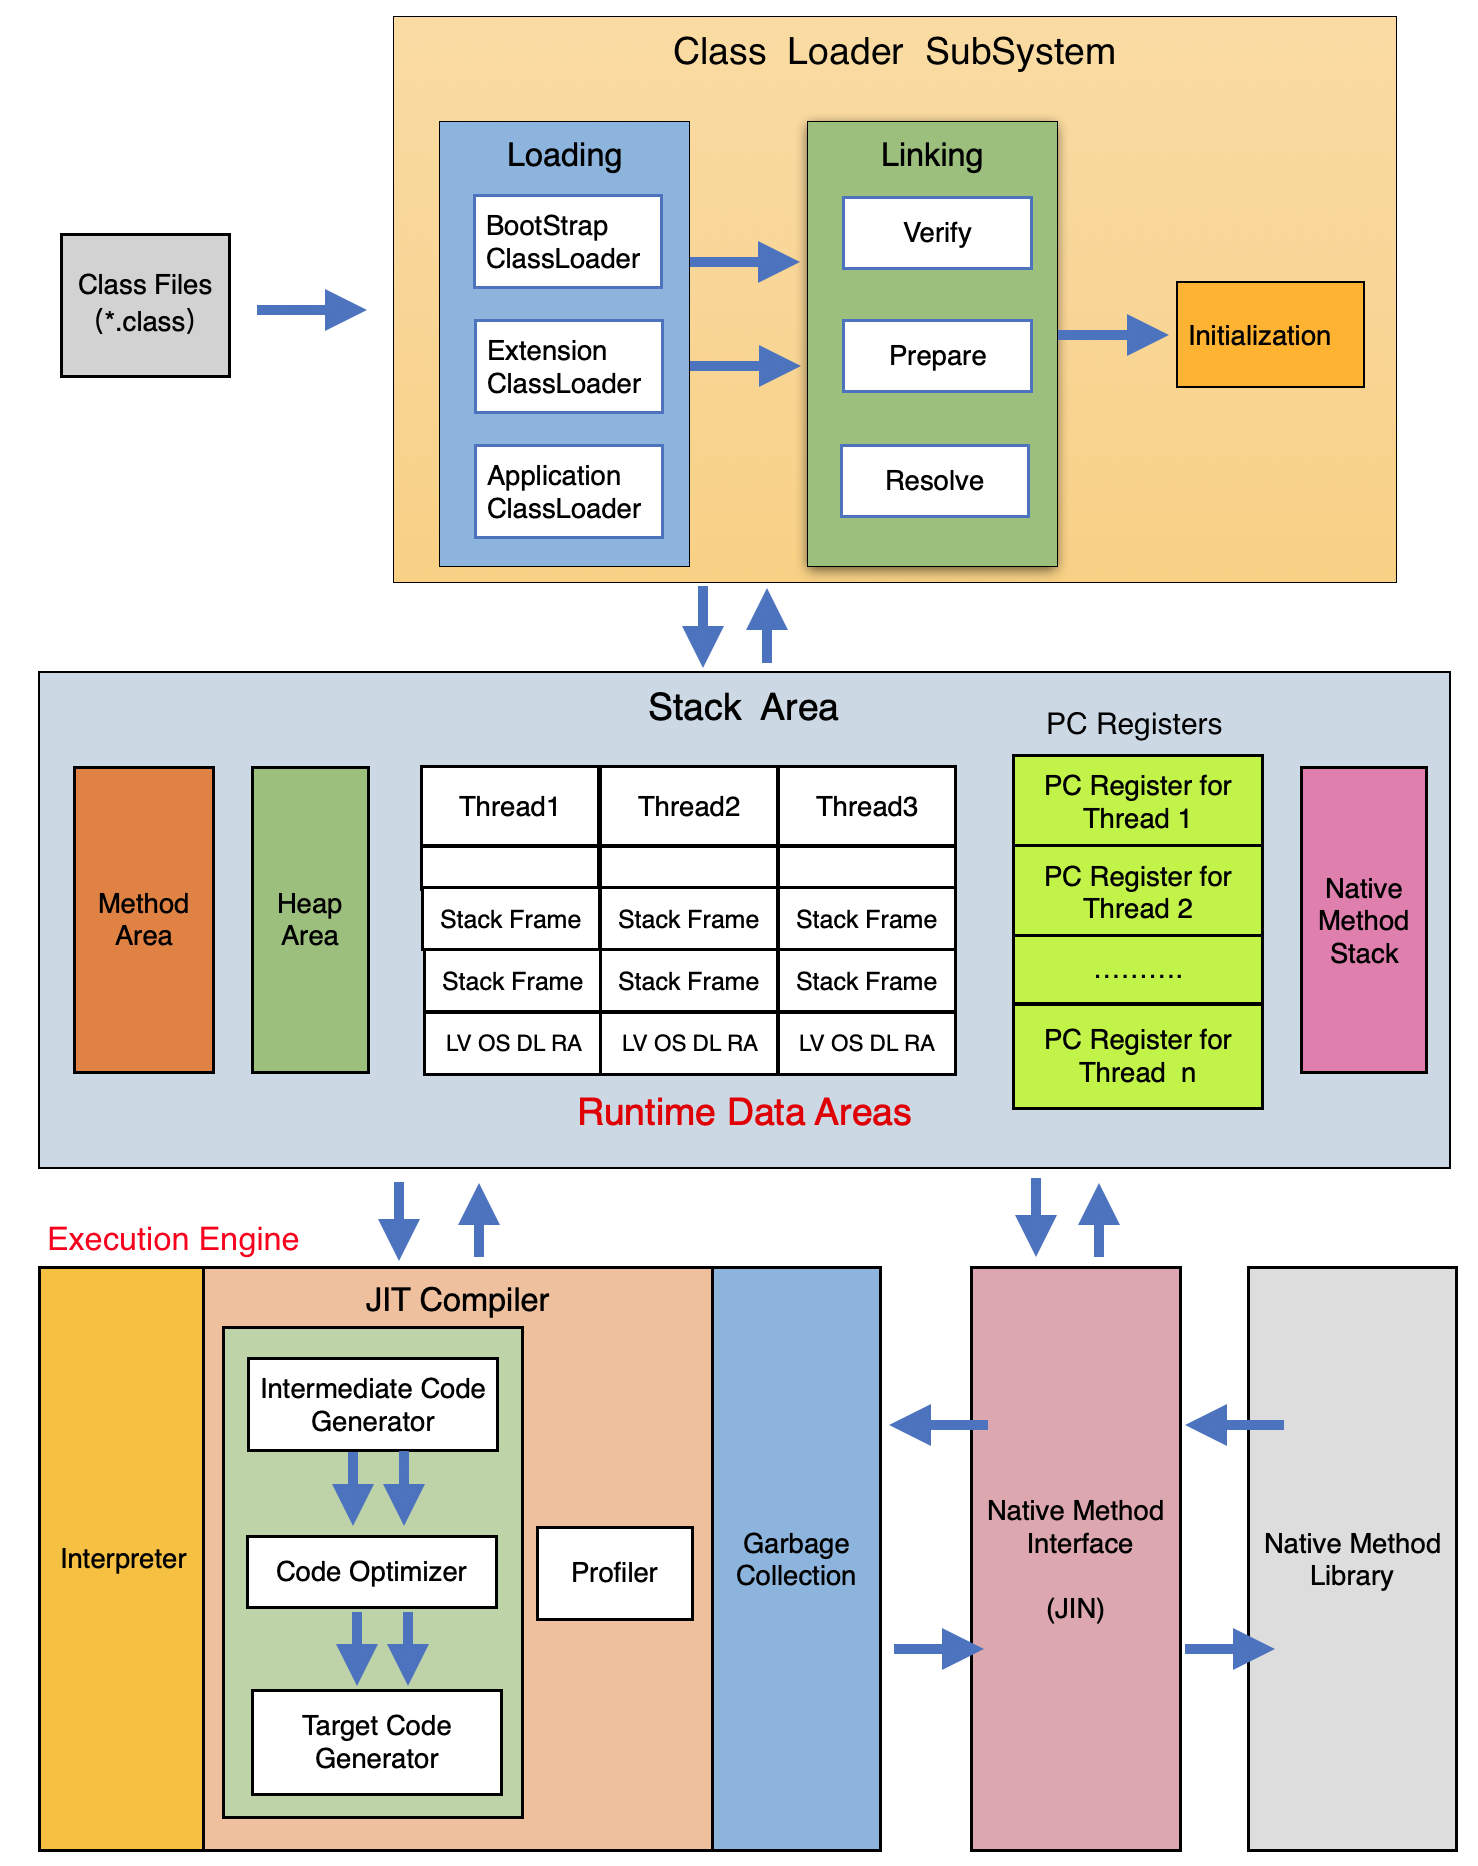 Class Loader SubSystem
Loading
BootStrap
ClassLoader
Extension
ClassLoader
Application
ClassLoader
Linking
Verify
Prepare
Resolve
Initialization
Class Files
(*.class)
Stack Area
PC Registers
Method
Area
Heap
Area
Thread1 Thread2 Thread3
Stack Frame Stack Frame Stack Frame
Stack Frame Stack Frame Stack Frame
LV OS DL RA LV OS DL RA LV OS DL RA
PC Register for
Thread 1
PC Register for
Thread 2
..........
PC Register for
Thread n
Native
Method
Stack
Runtime Data Areas
Execution Engine
Interpreter
JIT Compiler
Intermediate Code
Generator
Code Optimizer
Target Code
Generator
Profiler
Garbage
Collection
Native Method
Interface
(JIN)
Native Method
Library